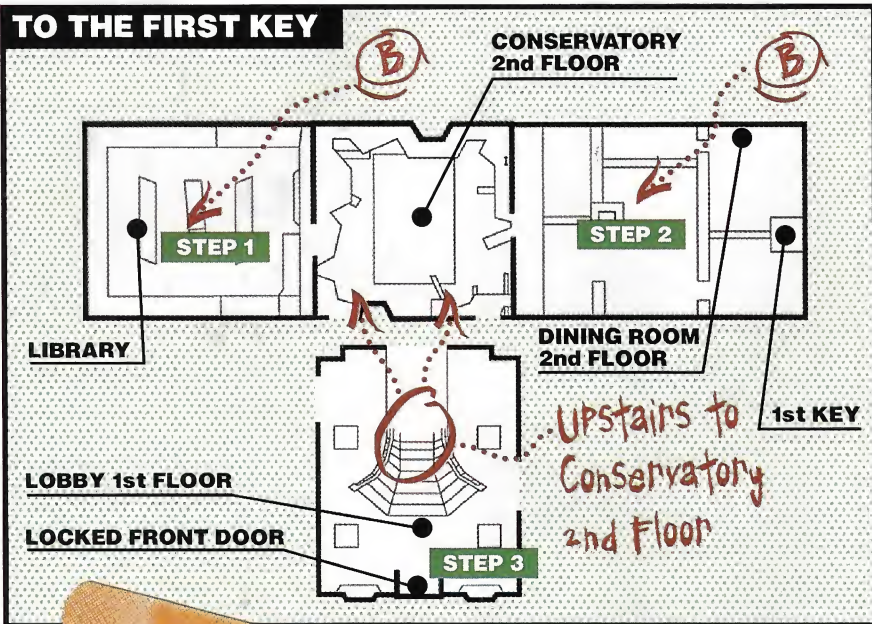 TO THE FIRST KEY
B
CONSERVATORY
2nd FLOOR
B
STEP 1
STEP 2
LIBRARY
DINING ROOM
2nd FLOOR
1st KEY
UPstairs to
Conservatory
2nd Floor
LOBBY 1st FLOOR
LOCKED FRONT DOOR
STEP 3